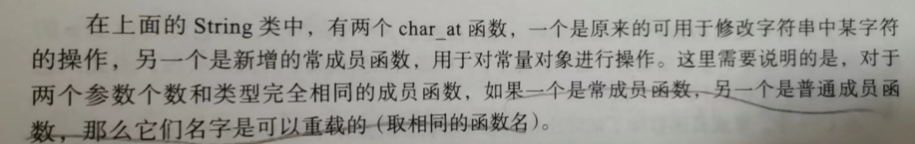 在上面的 String 类中，有两个 char_at 函数，一个是原来的可用于修改字符串中某字符
的操作，另一个是新增的常成员函数，用于对常量对象进行操作。这里需要说明的是，对于
两个参数个数和类型完全相同的成员函数，如果一个是常成员函数，另一个是普通成员函
数，那么它们名字是可以重载的（取相同的函数名）。